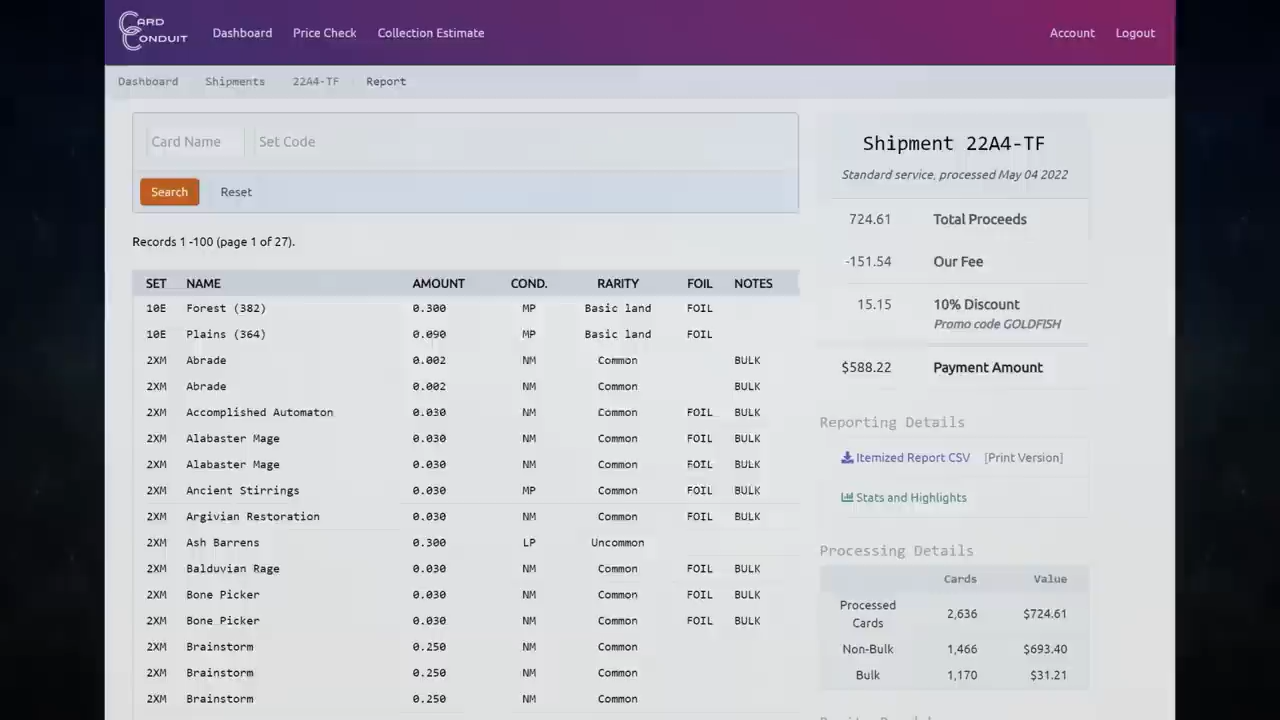 CARD CONDUIT
Dashboard Price Check Collection Estimate Account Logout
Dashboard Shipments 22A4-TF Report
Card Name Set Code
Search Reset
Records 1 -100 (page 1 of 27).
SET NAME AMOUNT COND. RARITY FOIL NOTES
10E Forest (382) 0.300 MP Basic land FOIL
10E Plains (364) 0.090 MP Basic land FOIL
2XM Abrade 0.002 NM Common BULK
2XM Abrade 0.002 NM Common BULK
2XM Accomplished Automaton 0.030 NM Common FOIL BULK
2XM Alabaster Mage 0.030 NM Common FOIL BULK
2XM Alabaster Mage 0.030 NM Common FOIL BULK
2XM Ancient Stirrings 0.030 MP Common FOIL BULK
2XM Argivian Restoration 0.030 NM Common FOIL BULK
2XM Ash Barrens 0.300 LP Uncommon
2XM Balduvian Rage 0.030 NM Common FOIL BULK
2XM Bone Picker 0.030 NM Common FOIL BULK
2XM Bone Picker 0.030 NM Common FOIL BULK
2XM Brainstorm 0.250 NM Common
2XM Brainstorm 0.250 NM Common
2XM Brainstorm 0.250 NM Common
Shipment 22A4-TF
Standard service, processed May 04 2022
724.61 Total Proceeds
-151.54 Our Fee
15.15 10% Discount
Promo code GOLDFISH
$588.22 Payment Amount
Reporting Details
Itemized Report CSV [Print Version]
Stats and Highlights
Processing Details
Cards Value
Processed Cards 2,636 $724.61
Non-Bulk 1,466 $693.40
Bulk 1,170 $31.21